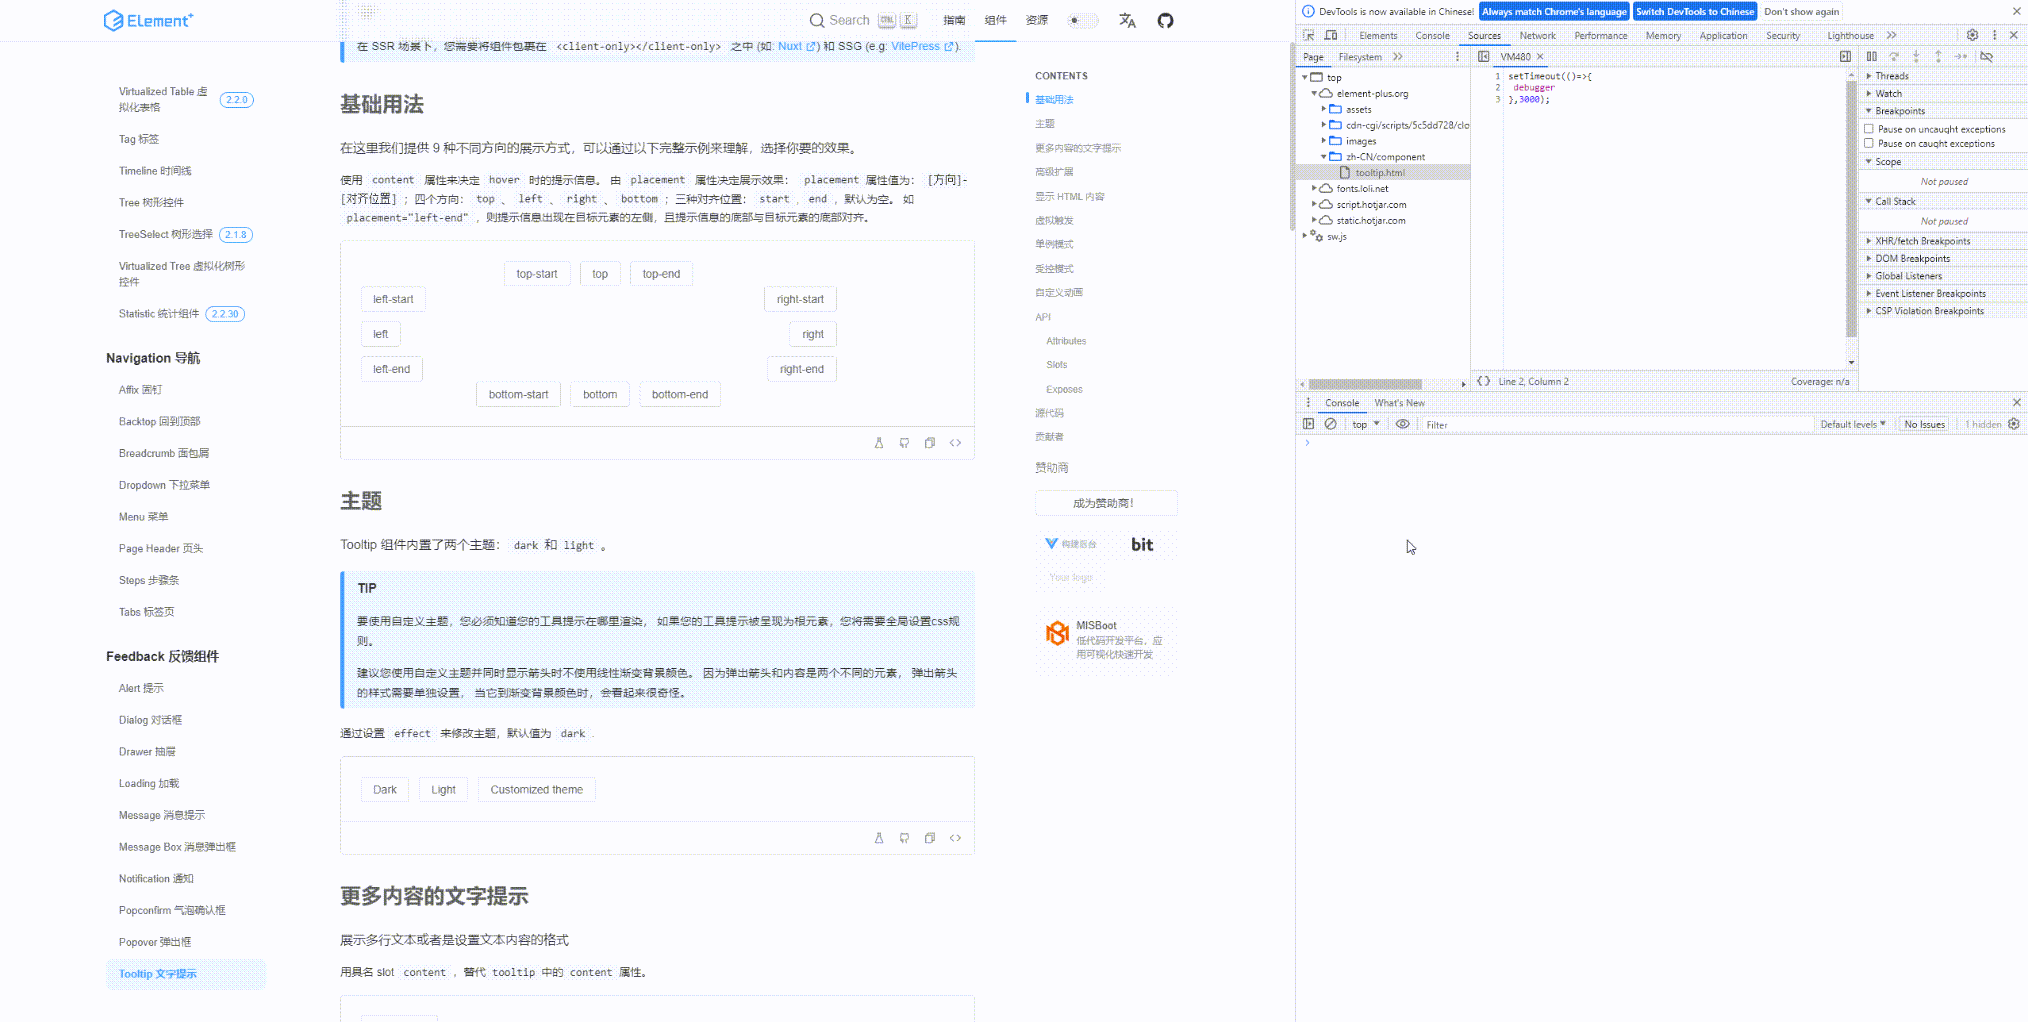 Element+
Search Ctrl K
指南
组件
资源
在 SSR 场景下，您需要将组件包裹在 <client-only></client-only> 之中 (如: Nuxt) 和 SSG (e.g: VitePress).
Virtualized Table 虚
拟化表格
2.2.0
Tag 标签
Timeline 时间线
Tree 树形控件
TreeSelect 树形选择 2.1.8
Virtualized Tree 虚拟化树形
控件
Statistic 统计组件 2.2.30
Navigation 导航
Affix 固钉
Backtop 回到顶部
Breadcrumb 面包屑
Dropdown 下拉菜单
Menu 菜单
Page Header 页头
Steps 步骤条
Tabs 标签页
Feedback 反馈组件
Alert 提示
Dialog 对话框
Drawer 抽屉
Loading 加载
Message 消息提示
Message Box 消息弹出框
Notification 通知
Popconfirm 气泡确认框
Popover 弹出框
Tooltip 文字提示
基础用法
在这里我们提供 9 种不同方向的展示方式，可以通过以下完整示例来理解，选择你要的效果。
使用 content 属性来决定 hover 时的提示信息。 由 placement 属性决定展示效果： placement 属性值为： [方向]-
[对齐位置]；四个方向： top 、 left 、 right 、 bottom ；三种对齐位置： start , end ，默认为空。 如
placement="left-end" ，则提示信息出现在目标元素的左侧，且提示信息的底部与目标元素的底部对齐。
top-start
top
top-end
left-start
right-start
left
right
left-end
right-end
bottom-start
bottom
bottom-end
主题
Tooltip 组件内置了两个主题： dark 和 light 。
TIP
要使用自定义主题，您必须知道您的工具提示在哪里渲染， 如果您的工具提示被呈现为根元素，您将需要全局设置css规
则。
建议您使用自定义主题并同时显示箭头时不使用线性渐变背景颜色。 因为弹出箭头和内容是两个不同的元素， 弹出箭头
的样式需要单独设置， 当它到渐变背景颜色时，会看起来很奇怪。
通过设置 effect 来修改主题，默认值为 dark .
Dark
Light
Customized theme
更多内容的文字提示
展示多行文本或者是设置文本内容的格式
用具名 slot content ，替代 tooltip 中的 content 属性。
CONTENTS
基础用法
主题
更多内容的文字提示
高级扩展
显示 HTML 内容
虚拟触发
单例模式
受控模式
自定义动画
API
Attributes
Slots
Exposes
源代码
贡献者
赞助商
成为赞助商!
构建后台
bit
Your logo
MISBoot
低代码开发平台，应
用可视化快速开发
DevTools is now available in Chinese! Always match Chrome's language Switch DevTools to Chinese Don't show again
Elements Console Sources Network Performance Memory Application Security Lighthouse
Page Filesystem
VM480
top
element-plus.org
assets
cdn-cgi/scripts/5c5dd728/clo
images
zh-CN/component
tooltip.html
fonts.loli.net
script.hotjar.com
static.hotjar.com
sw.js
1 setTimeout(()=>{
2 debugger
3 },3000);
{} Line 2, Column 2
Coverage: n/a
Threads
Watch
Breakpoints
Pause on uncaught exceptions
Pause on caught exceptions
Scope
Not paused
Call Stack
Not paused
XHR/fetch Breakpoints
DOM Breakpoints
Global Listeners
Event Listener Breakpoints
CSP Violation Breakpoints
Console What's New
top
Filter
Default levels
No Issues
1 hidden